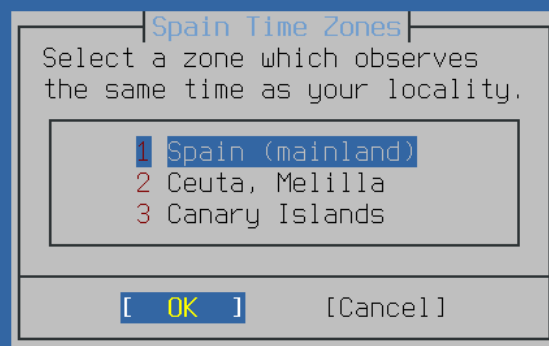 Spain Time Zones
Select a zone which observes
the same time as your locality.
1 Spain (mainland)
2 Ceuta, Melilla
3 Canary Islands
[ OK ] [Cancel]